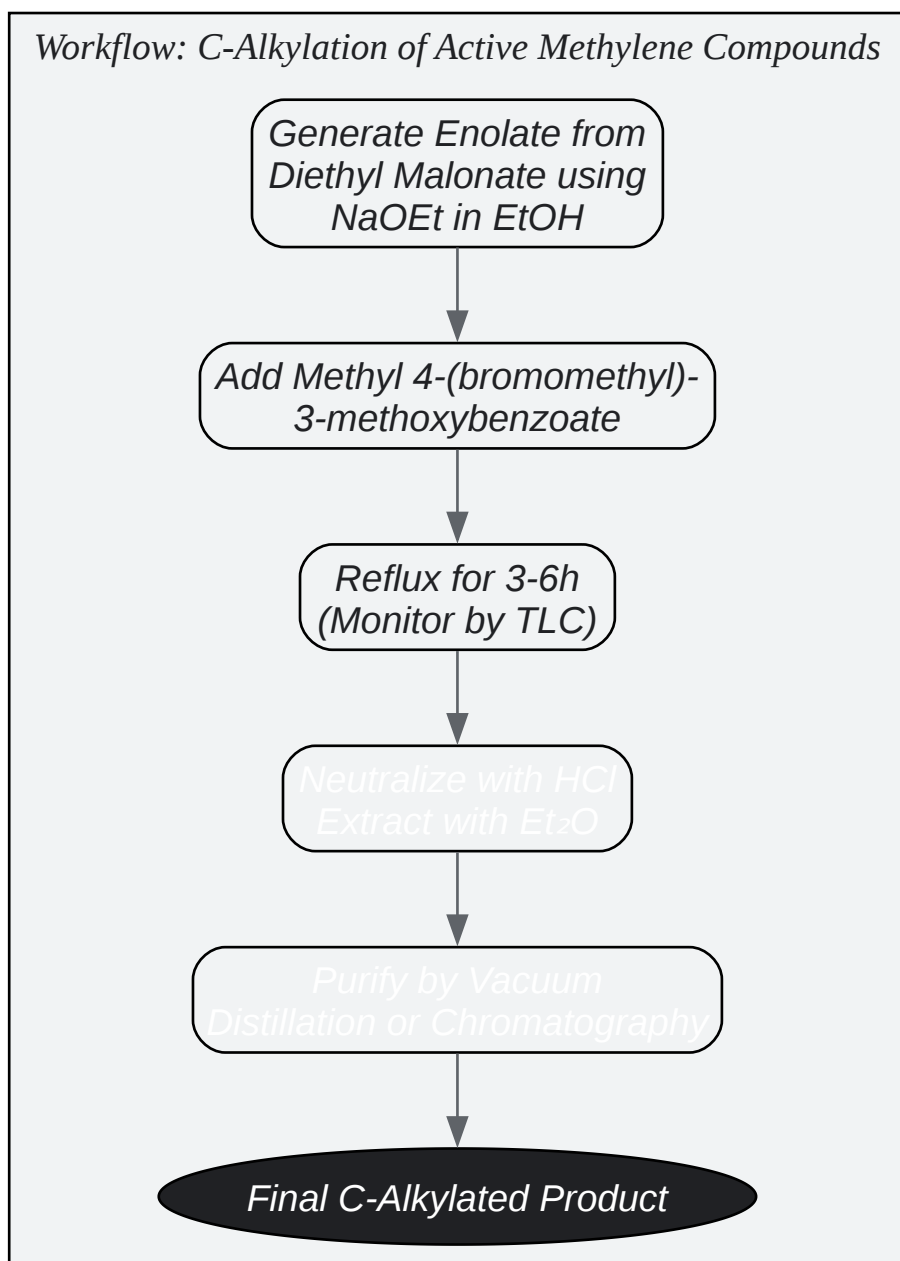 Workflow: C-Alkylation of Active Methylene Compounds
Generate Enolate from
Diethyl Malonate using
NaOEt in EtOH
Add Methyl 4-(bromomethyl)-
3-methoxybenzoate
Reflux for 3-6h
(Monitor by TLC)
Neutralize with HCl
Extract with Et₂O
Purify by Vacuum
Distillation or Chromatography
Final C-Alkylated Product